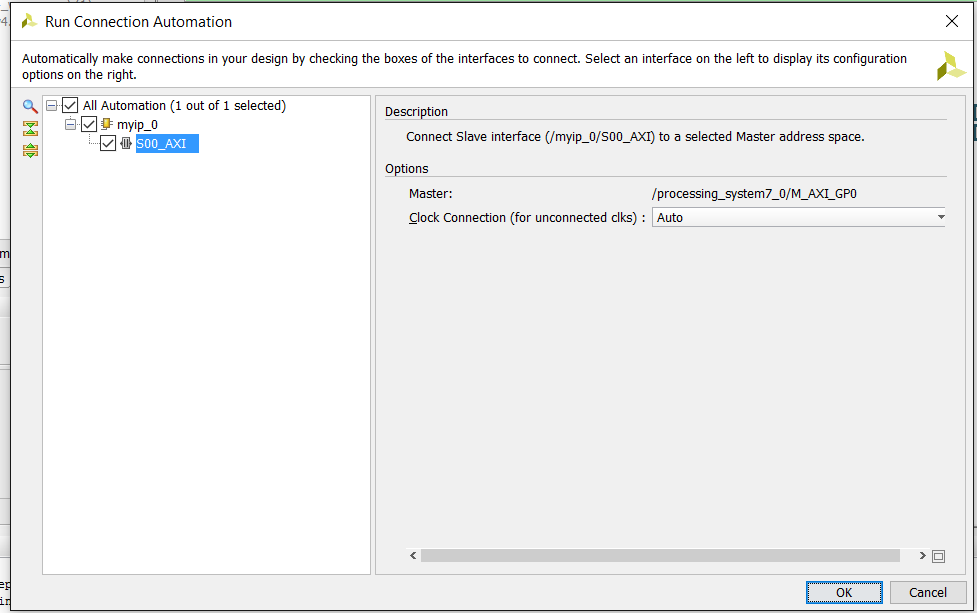 Run Connection Automation
Automatically make connections in your design by checking the boxes of the interfaces to connect. Select an interface on the left to display its configuration
options on the right.
All Automation (1 out of 1 selected)
myip_0
S00_AXI
Description
Connect Slave interface (/myip_0/S00_AXI) to a selected Master address space.
Options
Master: /processing_system7_0/M_AXI_GP0
Clock Connection (for unconnected clks) : Auto
OK Cancel